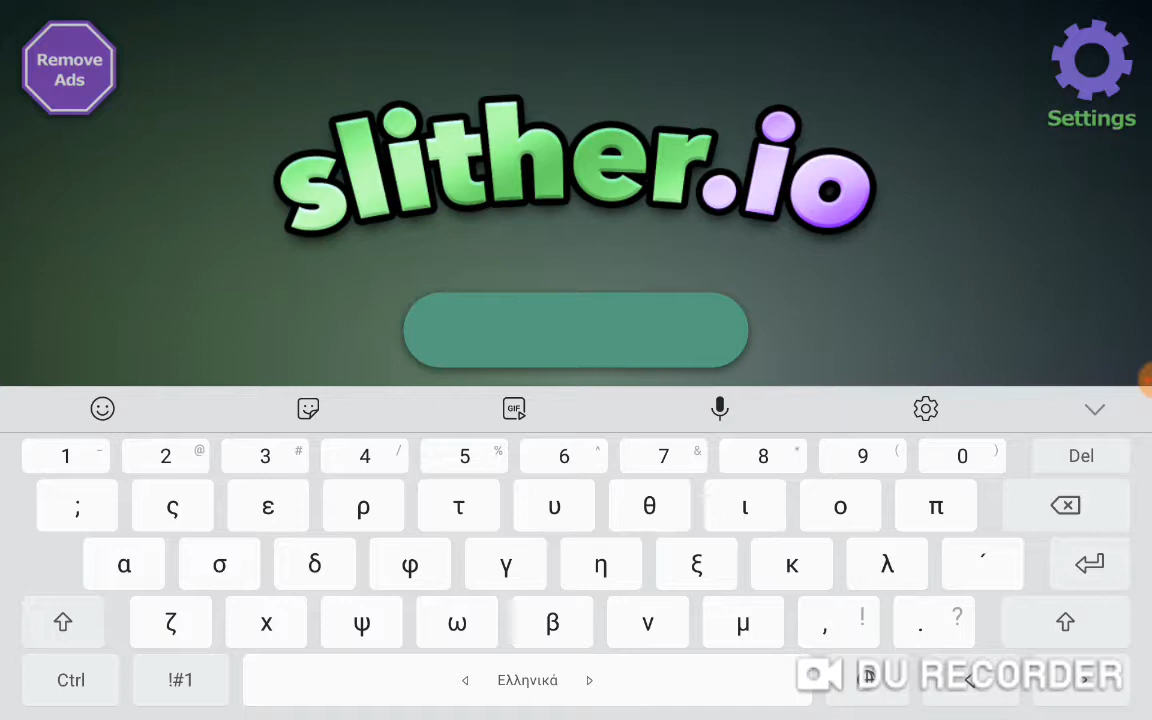 Remove
Ads
slither.io
Settings
GIF
1 - 2 @ 3 # 4 / 5 % 6 ^ 7 & 8 * 9 ( 0 ) Del
; ς ε ρ τ υ θ ι ο π
α σ δ φ γ η ξ κ λ ´
ζ χ ψ ω β ν μ , ! . ?
Ctrl !#1 Ελληνικά
DU RECORDER